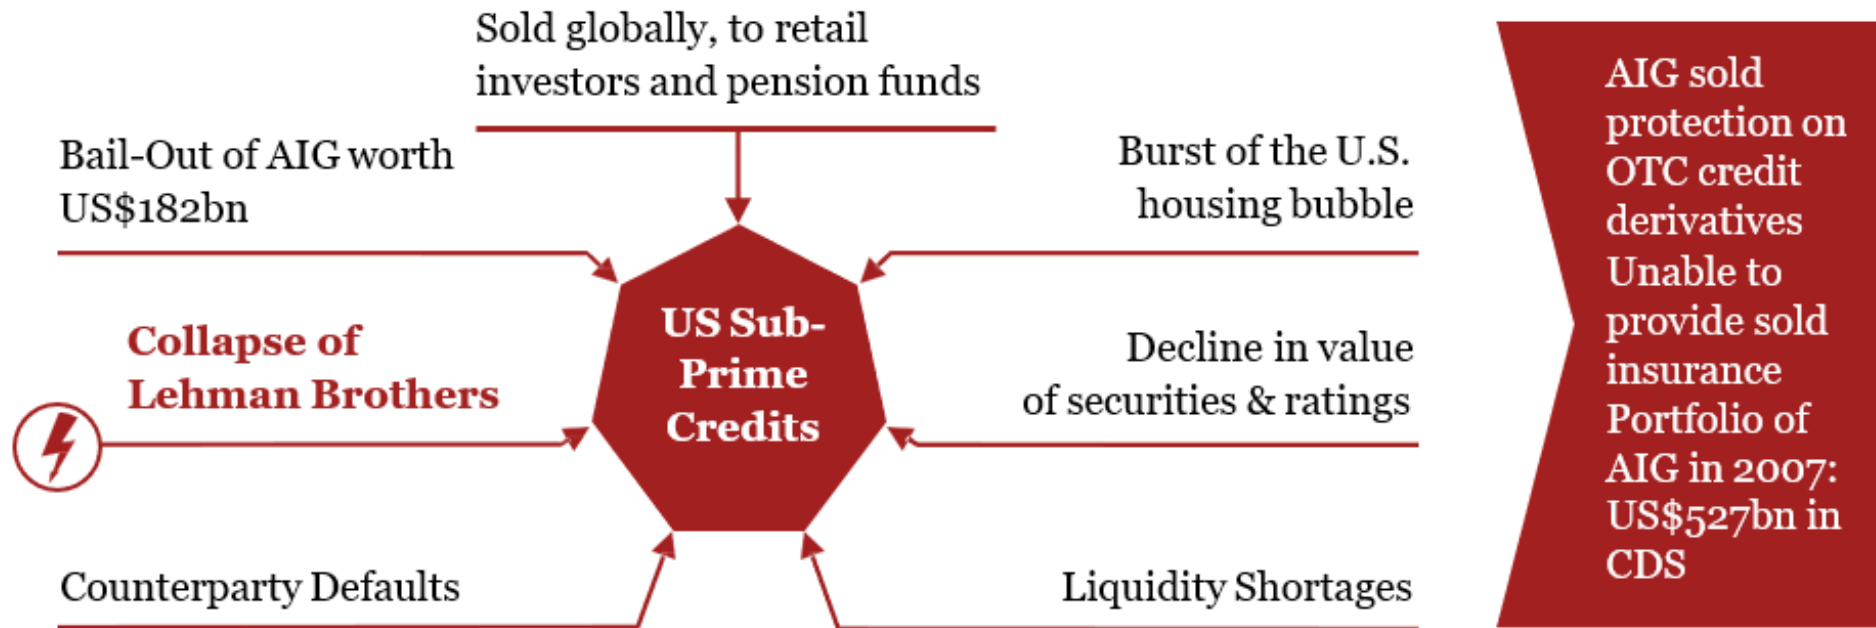 Sold globally, to retail
investors and pension funds
Bail-Out of AIG worth
US$182bn
Burst of the U.S.
housing bubble
Collapse of
Lehman Brothers
US Sub-
Prime
Credits
Decline in value
of securities & ratings
Counterparty Defaults
Liquidity Shortages
AIG sold
protection on
OTC credit
derivatives
Unable to
provide sold
insurance
Portfolio of
AIG in 2007:
US$527bn in
CDS